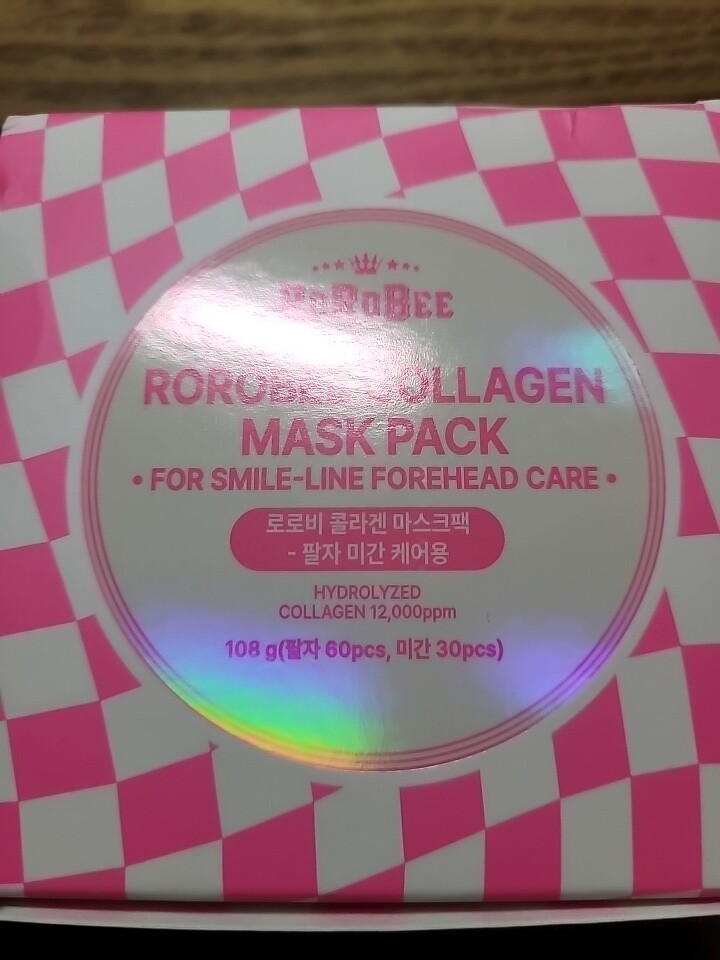 RoRoBEE
ROROBEE COLLAGEN
MASK PACK
• FOR SMILE-LINE FOREHEAD CARE •
로로비 콜라겐 마스크팩
- 팔자 미간 케어용
HYDROLYZED
COLLAGEN 12,000ppm
108 g(팔자 60pcs, 미간 30pcs)